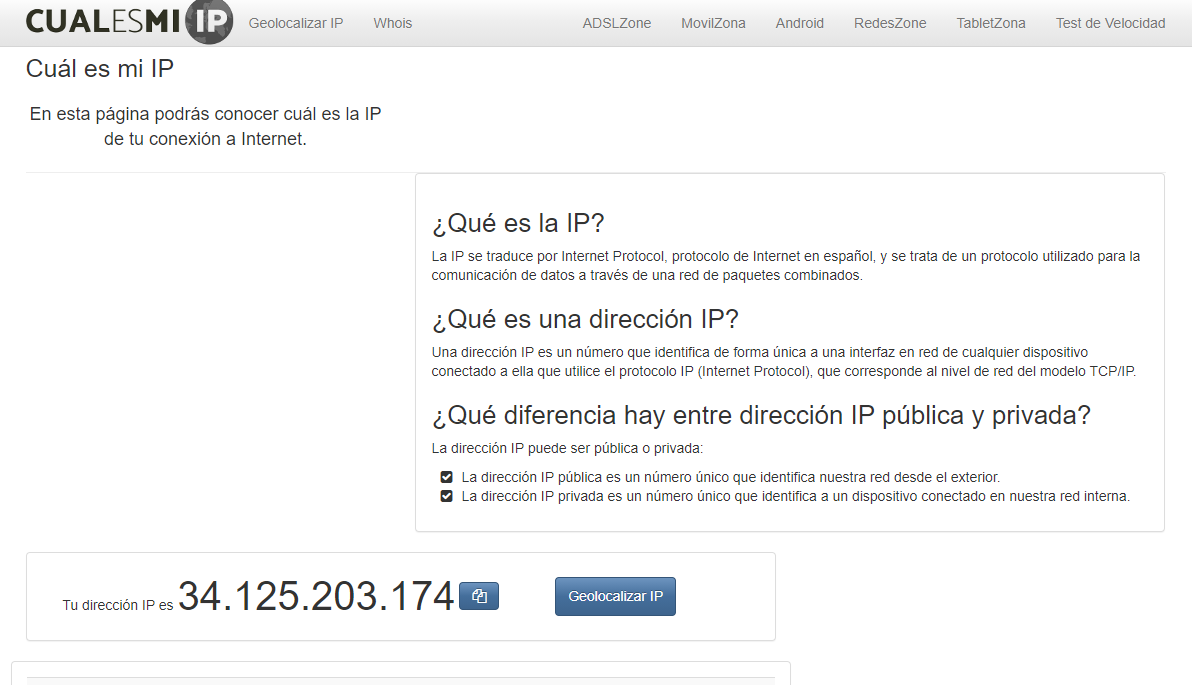 CUALESMI IP Geolocalizar IP Whois ADSLZone MovilZona Android RedesZone TabletZona Test de Velocidad
Cuál es mi IP
En esta página podrás conocer cuál es la IP
de tu conexión a Internet.
¿Qué es la IP?
La IP se traduce por Internet Protocol, protocolo de Internet en español, y se trata de un protocolo utilizado para la
comunicación de datos a través de una red de paquetes combinados.
¿Qué es una dirección IP?
Una dirección IP es un número que identifica de forma única a una interfaz en red de cualquier dispositivo
conectado a ella que utilice el protocolo IP (Internet Protocol), que corresponde al nivel de red del modelo TCP/IP.
¿Qué diferencia hay entre dirección IP pública y privada?
La dirección IP puede ser pública o privada:
La dirección IP pública es un número único que identifica nuestra red desde el exterior.
La dirección IP privada es un número único que identifica a un dispositivo conectado en nuestra red interna.
Tu dirección IP es 34.125.203.174 Geolocalizar IP